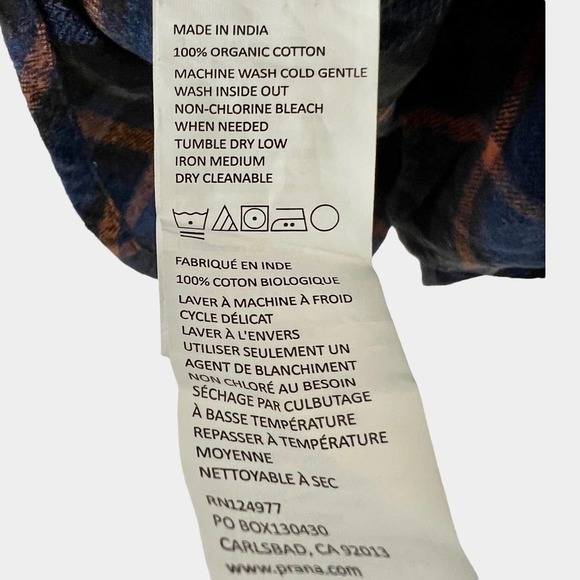 MADE IN INDIA
100% ORGANIC COTTON
MACHINE WASH COLD GENTLE
WASH INSIDE OUT
NON-CHLORINE BLEACH
WHEN NEEDED
TUMBLE DRY LOW
IRON MEDIUM
DRY CLEANABLE
FABRIQUÉ EN INDE
100% COTON BIOLOGIQUE
LAVER À MACHINE À FROID
CYCLE DÉLICAT
LAVER À L'ENVERS
UTILISER SEULEMENT UN
AGENT DE BLANCHIMENT
NON CHLORÉ AU BESOIN
SÉCHAGE PAR CULBUTAGE
À BASSE TEMPÉRATURE
REPASSER À TEMPÉRATURE
MOYENNE
NETTOYABLE À SEC
RN124977
PO BOX130430
CARLSBAD, CA 92013
www.prana.com